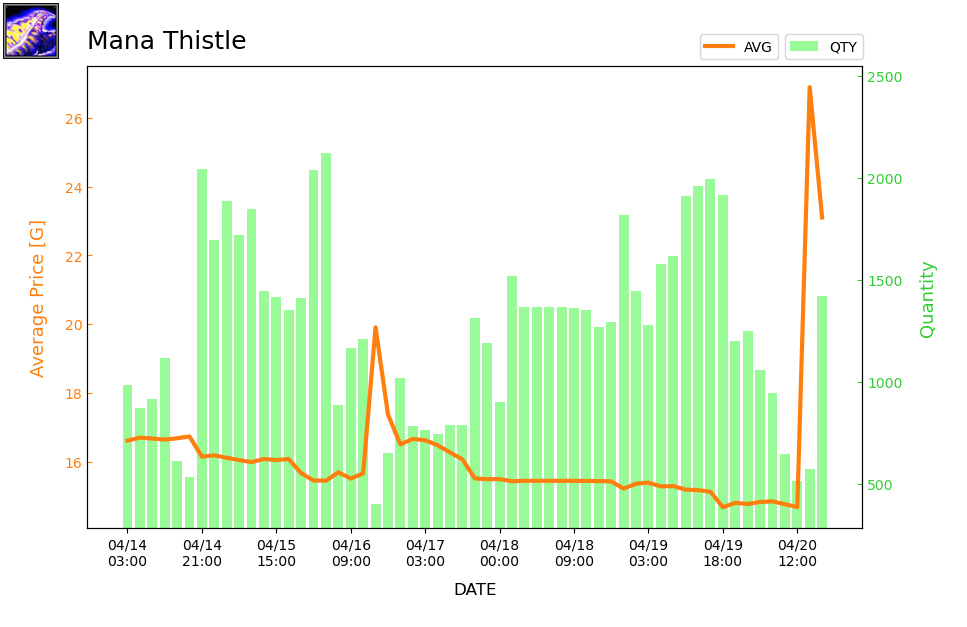 Mana Thistle
AVG
QTY
26
24
22
20
18
16
Average Price [G]
2500
2000
1500
1000
500
Quantity
04/14 04/14 04/15 04/16 04/17 04/18 04/18 04/19 04/19 04/20
03:00 21:00 15:00 09:00 03:00 00:00 09:00 03:00 18:00 12:00
DATE